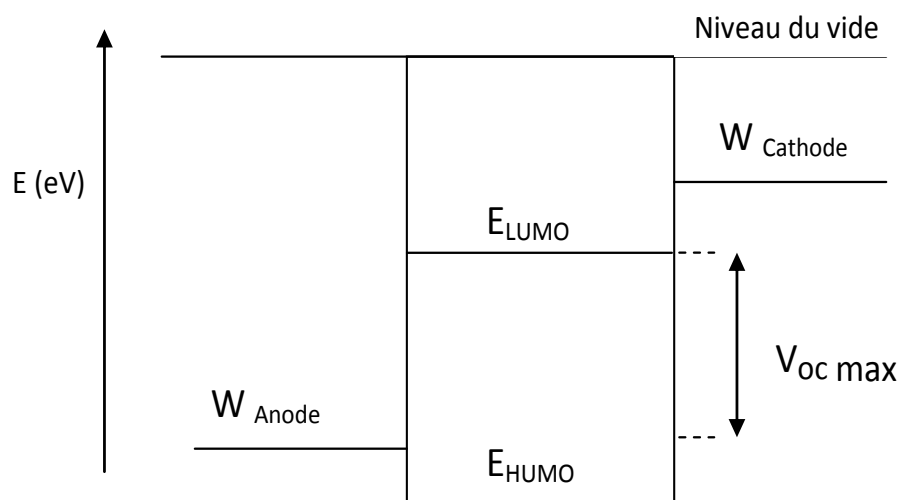 Niveau du vide
W Cathode
E (eV)
E LUMO
V oc max
W Anode
E HUMO